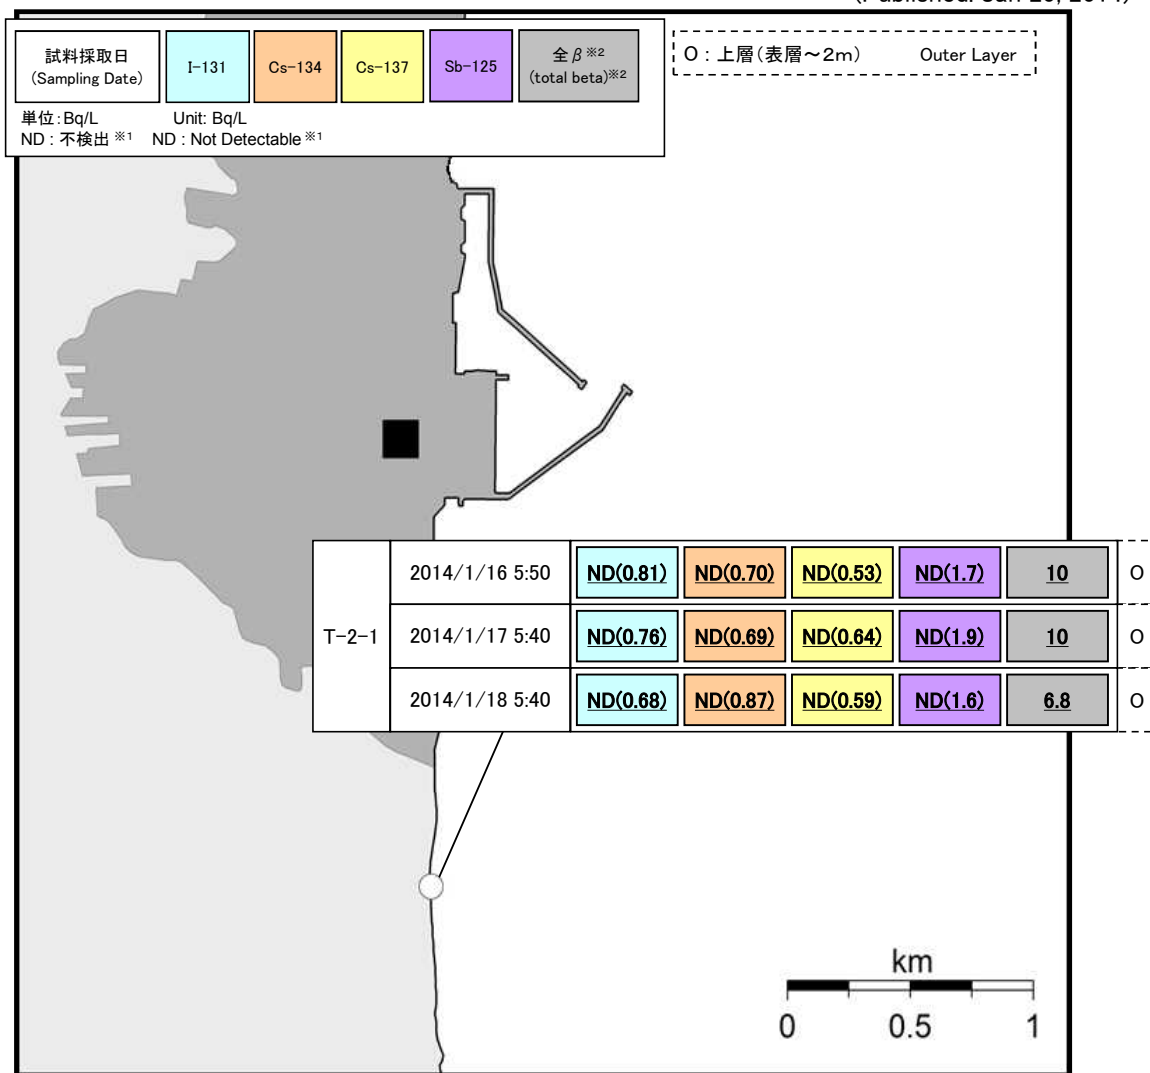 (Published: Jan 20, 2014)
試料採取日
(Sampling Date)
I-131
Cs-134
Cs-137
Sb-125
全β※2
(total beta)※2
O : 上層(表層～2m) Outer Layer
単位:Bq/L Unit: Bq/L
ND : 不検出 ※1 ND : Not Detectable ※1
T-2-1
2014/1/16 5:50 ND(0.81) ND(0.70) ND(0.53) ND(1.7) 10 O
2014/1/17 5:40 ND(0.76) ND(0.69) ND(0.64) ND(1.9) 10 O
2014/1/18 5:40 ND(0.68) ND(0.87) ND(0.59) ND(1.6) 6.8 O
km
0 0.5 1